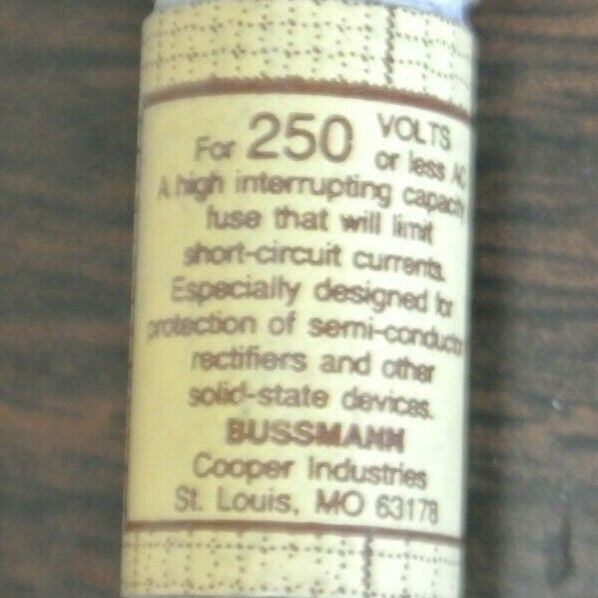 For 250 VOLTS
or less AC
A high interrupting capacity
fuse that will limit
short-circuit currents.
Especially designed for
protection of semi-conductor
rectifiers and other
solid-state devices.
BUSSMANN
Cooper Industries
St. Louis, MO 63178